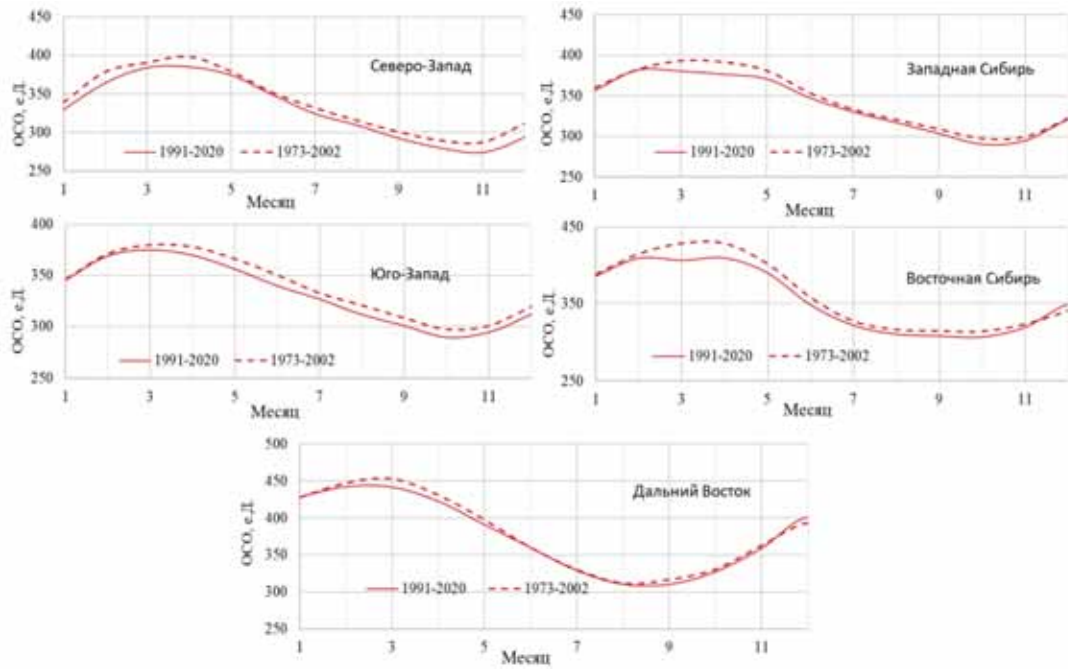 450
400
350
300
250
ОСО, е.Д.
Северо-Запад
1991-2020
1973-2002
1 3 5 7 9 11
Месяц
450
400
350
300
250
ОСО, е.Д.
Западная Сибирь
1991-2020
1973-2002
1 3 5 7 9 11
Месяц
400
350
300
250
ОСО, е.Д.
Юго-Запад
1991-2020
1973-2002
1 3 5 7 9 11
Месяц
450
350
250
ОСО, е.Д.
Восточная Сибирь
1991-2020
1973-2002
1 3 5 7 9 11
Месяц
500
450
400
350
300
250
ОСО, е.Д.
Дальний Восток
1991-2020
1973-2002
1 3 5 7 9 11
Месяц